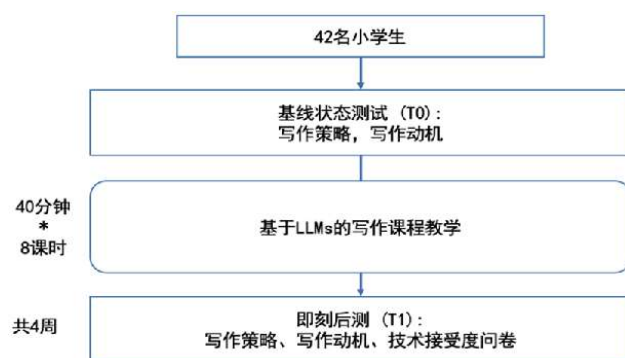 42名小学生
基线状态测试 (T0):
写作策略, 写作动机
40分钟
*
8课时
基于LLMs的写作课程教学
共4周
即刻后测 (T1):
写作策略、写作动机、技术接受度问卷